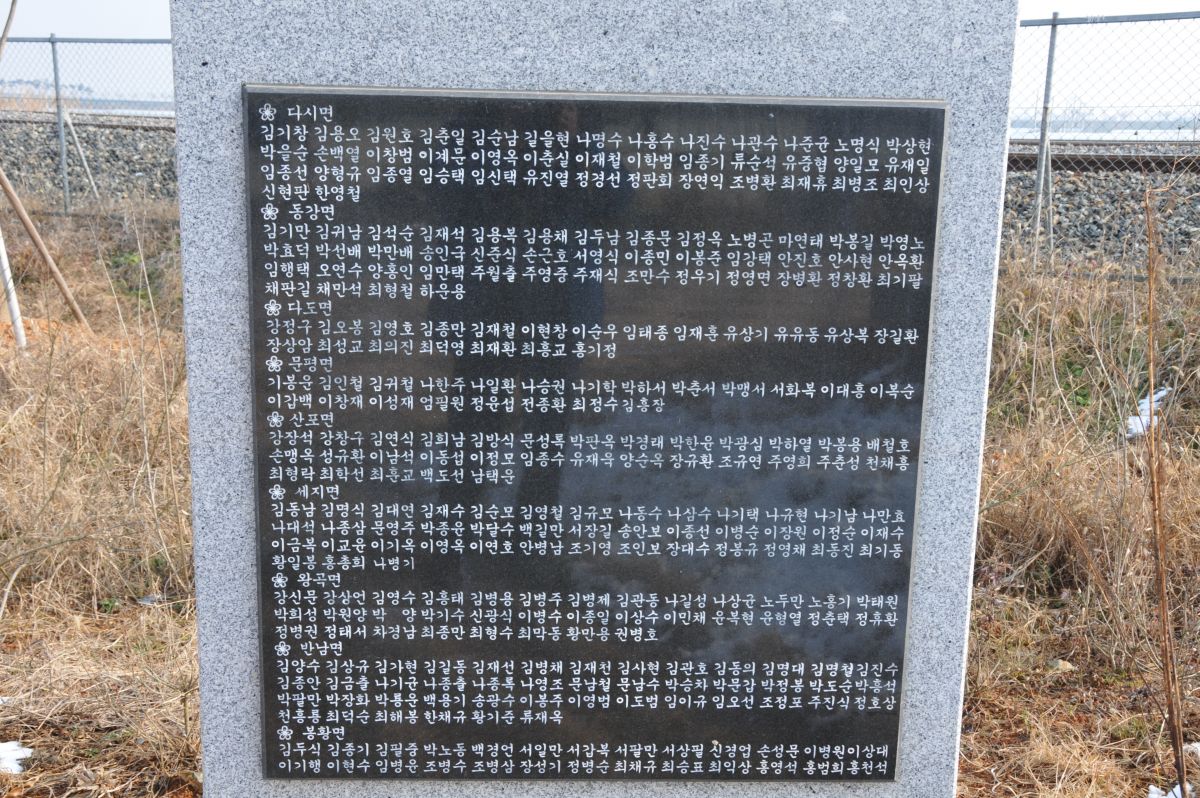 ❀ 다시면
김기창 김용오 김원호 김춘일 김순남 길을현 나명수 나홍수 나진수 나관수 나준균 노명식 박상현
박을순 손백열 이창범 이계문 이영옥 이춘실 이재철 이학범 임종기 류승석 유증협 양일모 유재일
임종선 양형규 임종열 임승택 임신택 유진열 정경선 정판회 장연익 조병환 최재휴 최병조 최인상
신현판 한영철
❀ 동강면
김기만 김귀남 김석순 김재석 김용복 김용채 김두남 김종문 김정옥 노병곤 마연태 박봉길 박영노
박효덕 박선배 박만배 송인국 신준식 손근호 서영식 이종민 이봉준 임강택 안진호 안시현 안옥환
임행택 오연수 양흥인 임만택 주월출 주영중 주재식 조만수 정우기 정영면 장병환 정창환 최기팔
채판길 채만석 최형철 하운용
❀ 다도면
강정구 김오봉 김영호 김종만 김재철 이현창 이순우 임태종 임재훈 유상기 유유동 유상복 장길환
장상암 최성교 최의진 최덕영 최재환 최흥교 홍기정
❀ 문평면
기봉운 김인철 김귀철 나한주 나일환 나승권 나기학 박하서 박춘서 박맹서 서화복 이대흥 이복순
이갑백 이창재 이성재 엄필원 정운섭 전종환 최정수 김흥장
❀ 산포면
강장석 강창구 김연식 김희남 김방식 문성록 박판옥 박경래 박한윤 박광심 박하열 박봉용 배철호
손맹옥 성규환 이남석 이동섭 이정모 임종수 유재욱 양순옥 장규환 조규연 주영희 주춘성 천채흥
최형락 최학선 최훈교 백도선 남택운
❀ 세지면
김동남 김명식 김대연 김재수 김순모 김영철 김규모 나동수 나삼수 나기택 나규현 나기남 나만효
나대석 나종삼 문영주 박종윤 박달수 백길만 서장길 송안보 이종선 이병순 이장원 이정순 이재수
이금복 이교운 이기옥 이영욱 이연호 안병남 조기영 조인보 장대수 정봉규 정영채 최동진 최기동
황일봉 홍종희 나병기
❀ 왕곡면
강신문 강상언 김영수 김흥태 김병용 김병주 김병제 김관동 나길성 나상균 노두만 노홍기 박태원
박희성 박원양 박 양 박기수 신광식 이병수 이종일 이상수 이민채 윤복현 윤형열 정춘택 정휴환
정병권 정태서 차경남 최종만 최형수 최막동 황만용 권병호
❀ 반남면
김양수 김상규 김가현 김길동 김재선 김병채 김재천 김사현 김관호 김동의 김명대 김명철 김진수
김종안 김금출 나기균 나종출 나종록 나영조 문남철 문남수 박승차 박문갑 박정봉 박도순 박흥석
박팔만 박장화 박룡운 백용기 송광수 이봉주 이영범 이도범 임이규 임오선 조정포 주진식 정호상
천홍룡 최덕순 최해봉 한채규 황기준 류재옥
❀ 봉황면
김두식 김종기 김필중 박노동 백경언 서일만 서갑복 서팔만 서상필 신경엄 손성문 이병원 이상대
이기행 이현수 임병윤 조병수 조병삼 장성기 정병순 최채규 최승표 최익상 홍영석 홍범희 홍천석